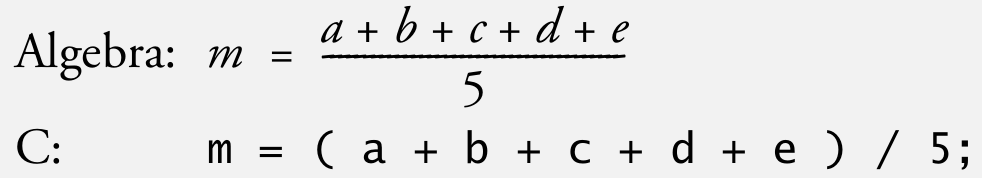 Algebra: m = (a + b + c + d + e) / 5
C: m = ( a + b + c + d + e ) / 5;